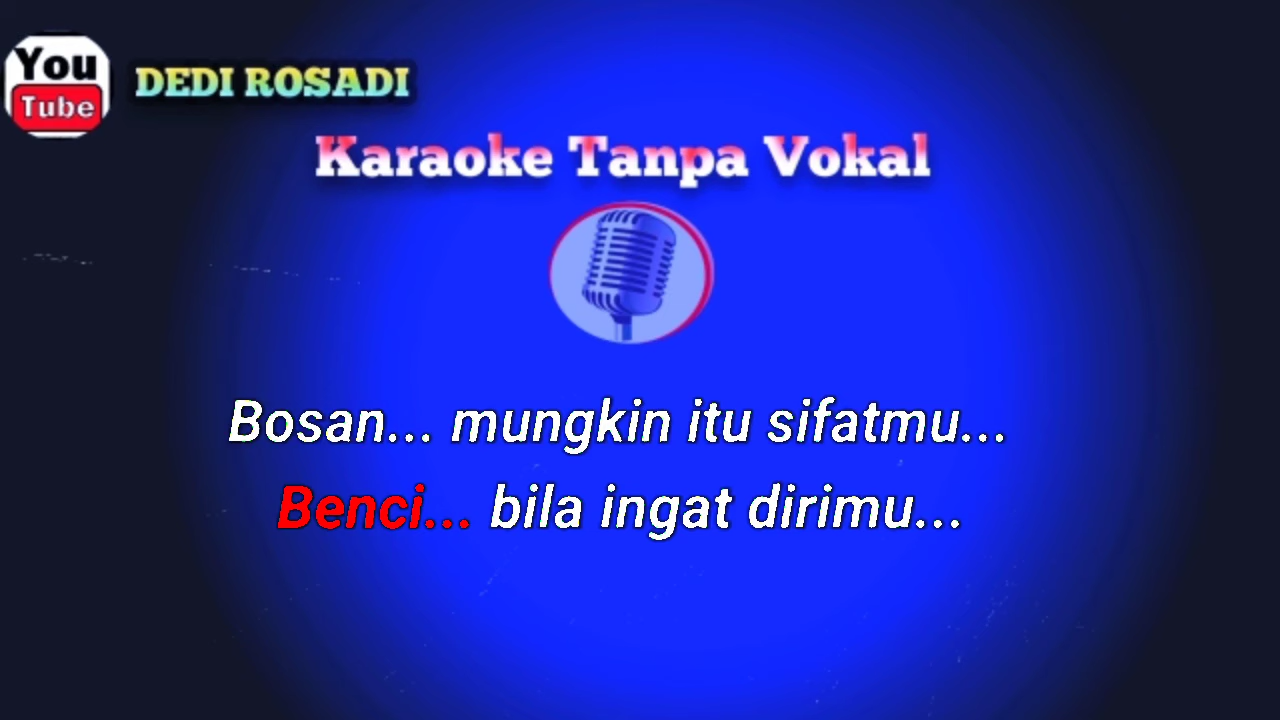 You
Tube
DEDI ROSADI
Karaoke Tanpa Vokal
Bosan... mungkin itu sifatmu...
Benci... bila ingat dirimu...